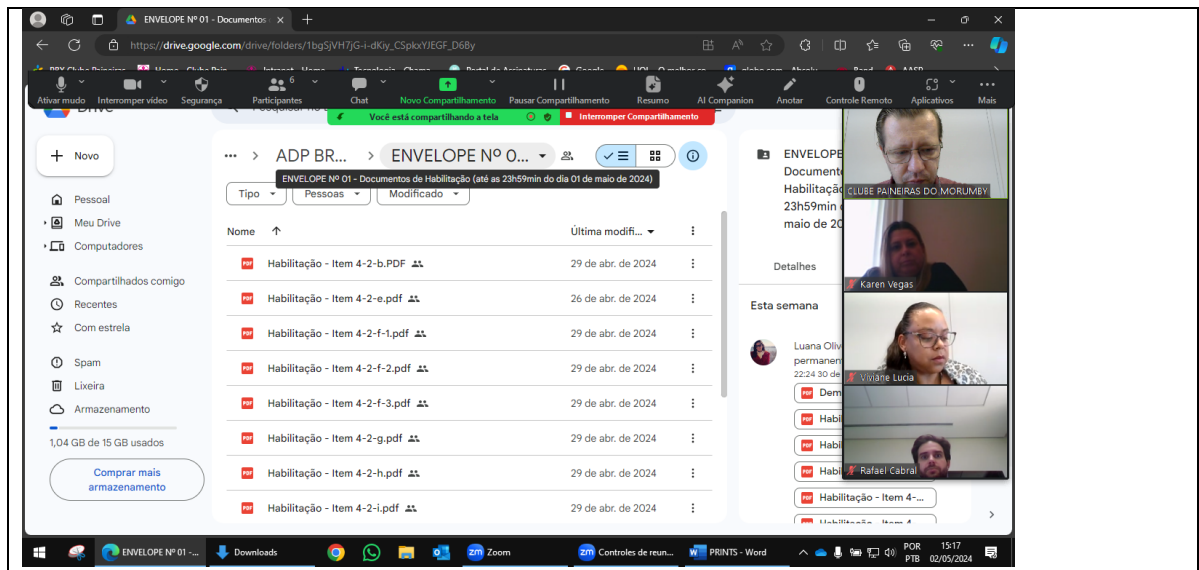 ENVELOPE Nº 01 - Documentos
https://drive.google.com/drive/folders/1bgSjVH7jG-i-dKiy_CSpkxYJEGF_D68y
Ativar mudo
Interromper vídeo
Segurança
6
Participantes
Chat
Novo Compartilhamento
Pausar Compartilhamento
Resumo
AI Companion
Anotar
Controle Remoto
Aplicativos
Mais
Você está compartilhando a tela
Interromper Compartilhamento
Drive
Novo
ADP BR... > ENVELOPE Nº 0...
ENVELOPE Nº 01 - Documentos de Habilitação (até as 23h59min do dia 01 de maio de 2024)
Tipo
Pessoas
Modificado
Pessoal
Meu Drive
Computadores
Compartilhados comigo
Recentes
Com estrela
Spam
Lixeira
Armazenamento
1,04 GB de 15 GB usados
Comprar mais
armazenamento
Nome
Última modifi...
Habilitação - Item 4-2-b.PDF
29 de abr. de 2024
Habilitação - Item 4-2-e.pdf
26 de abr. de 2024
Habilitação - Item 4-2-f-1.pdf
29 de abr. de 2024
Habilitação - Item 4-2-f-2.pdf
29 de abr. de 2024
Habilitação - Item 4-2-f-3.pdf
29 de abr. de 2024
Habilitação - Item 4-2-g.pdf
29 de abr. de 2024
Habilitação - Item 4-2-h.pdf
29 de abr. de 2024
Habilitação - Item 4-2-i.pdf
29 de abr. de 2024
ENVELOPE
Document
Habilitaçã
23h59min
maio de 20
Detalhes
Esta semana
Luana Oliv
permanen
22:24 30 de
Dem
Habi
Habi
Habi
Habilitação - Item 4-...
CLUBE PAINEIRAS DO MORUMBY
Karen Vegas
Viviane Lucia
Rafael Cabral
ENVELOPE Nº 01 -...
Downloads
Zoom
Controles de reun...
PRINTS - Word
POR
PTB
15:17
02/05/2024